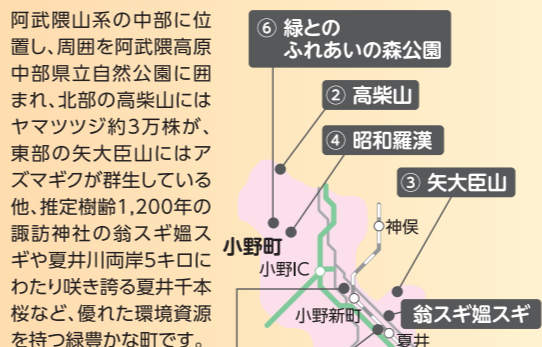 阿武隈山系の中部に位
置し、周囲を阿武隈高原
中部県立自然公園に囲
まれ、北部の高柴山には
ヤマツツジ約3万株が、
東部の矢大臣山にはア
ズマギクが群生している
他、推定樹齢1,200年の
諏訪神社の翁スギ媼ス
ギや夏井川両岸5キロに
わたり咲き誇る夏井千本
桜など、優れた環境資源
を持つ緑豊かな町です。
⑥ 緑との
ふれあいの森公園
② 高柴山
④ 昭和羅漢
③ 矢大臣山
神俣
小野町
小野IC
小野新町
翁スギ媼スギ
夏井